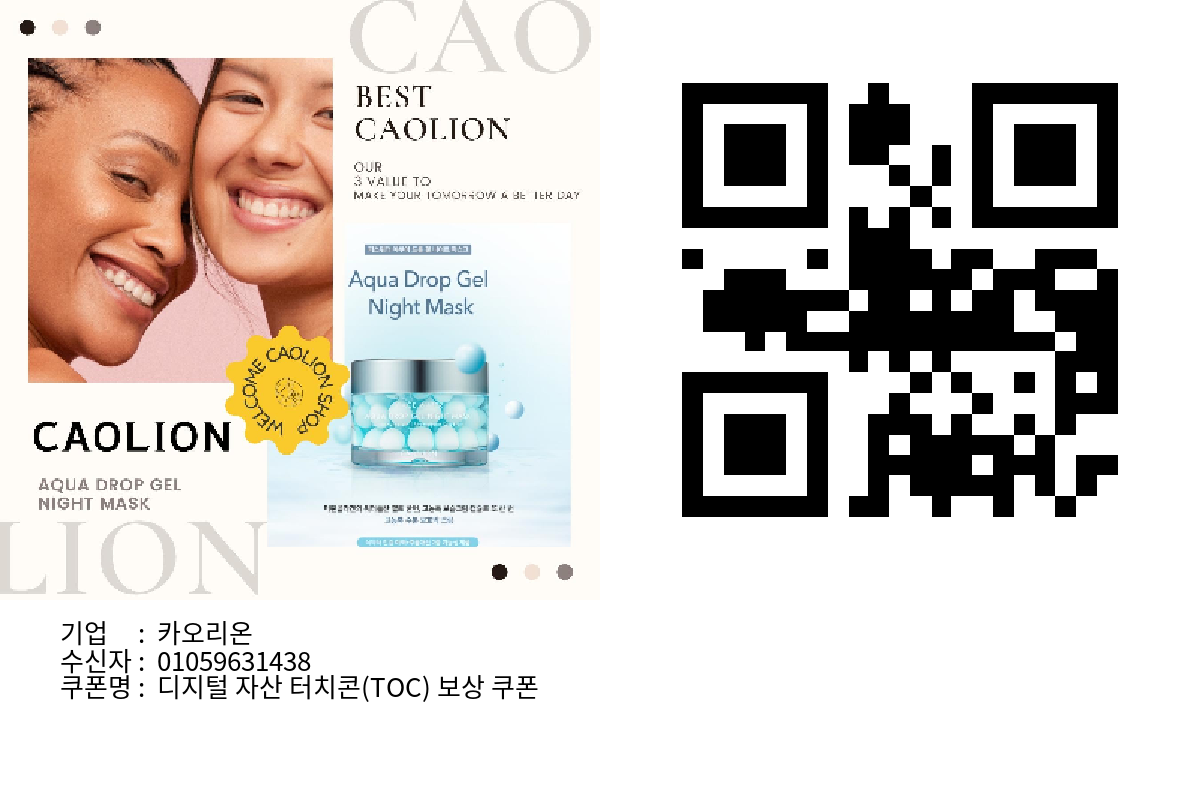 CAO
BEST
CAOLION
OUR
3 VALUE TO
MAKE YOUR TOMORROW A BETTER DAY
Aqua Drop Gel
Night Mask
WELCOME CAOLION SHOP
CAOLION
AQUA DROP GEL
NIGHT MASK
LION
기업 : 카오리온
수신자 : 01059631438
쿠폰명 : 디지털 자산 터치콘(TOC) 보상 쿠폰